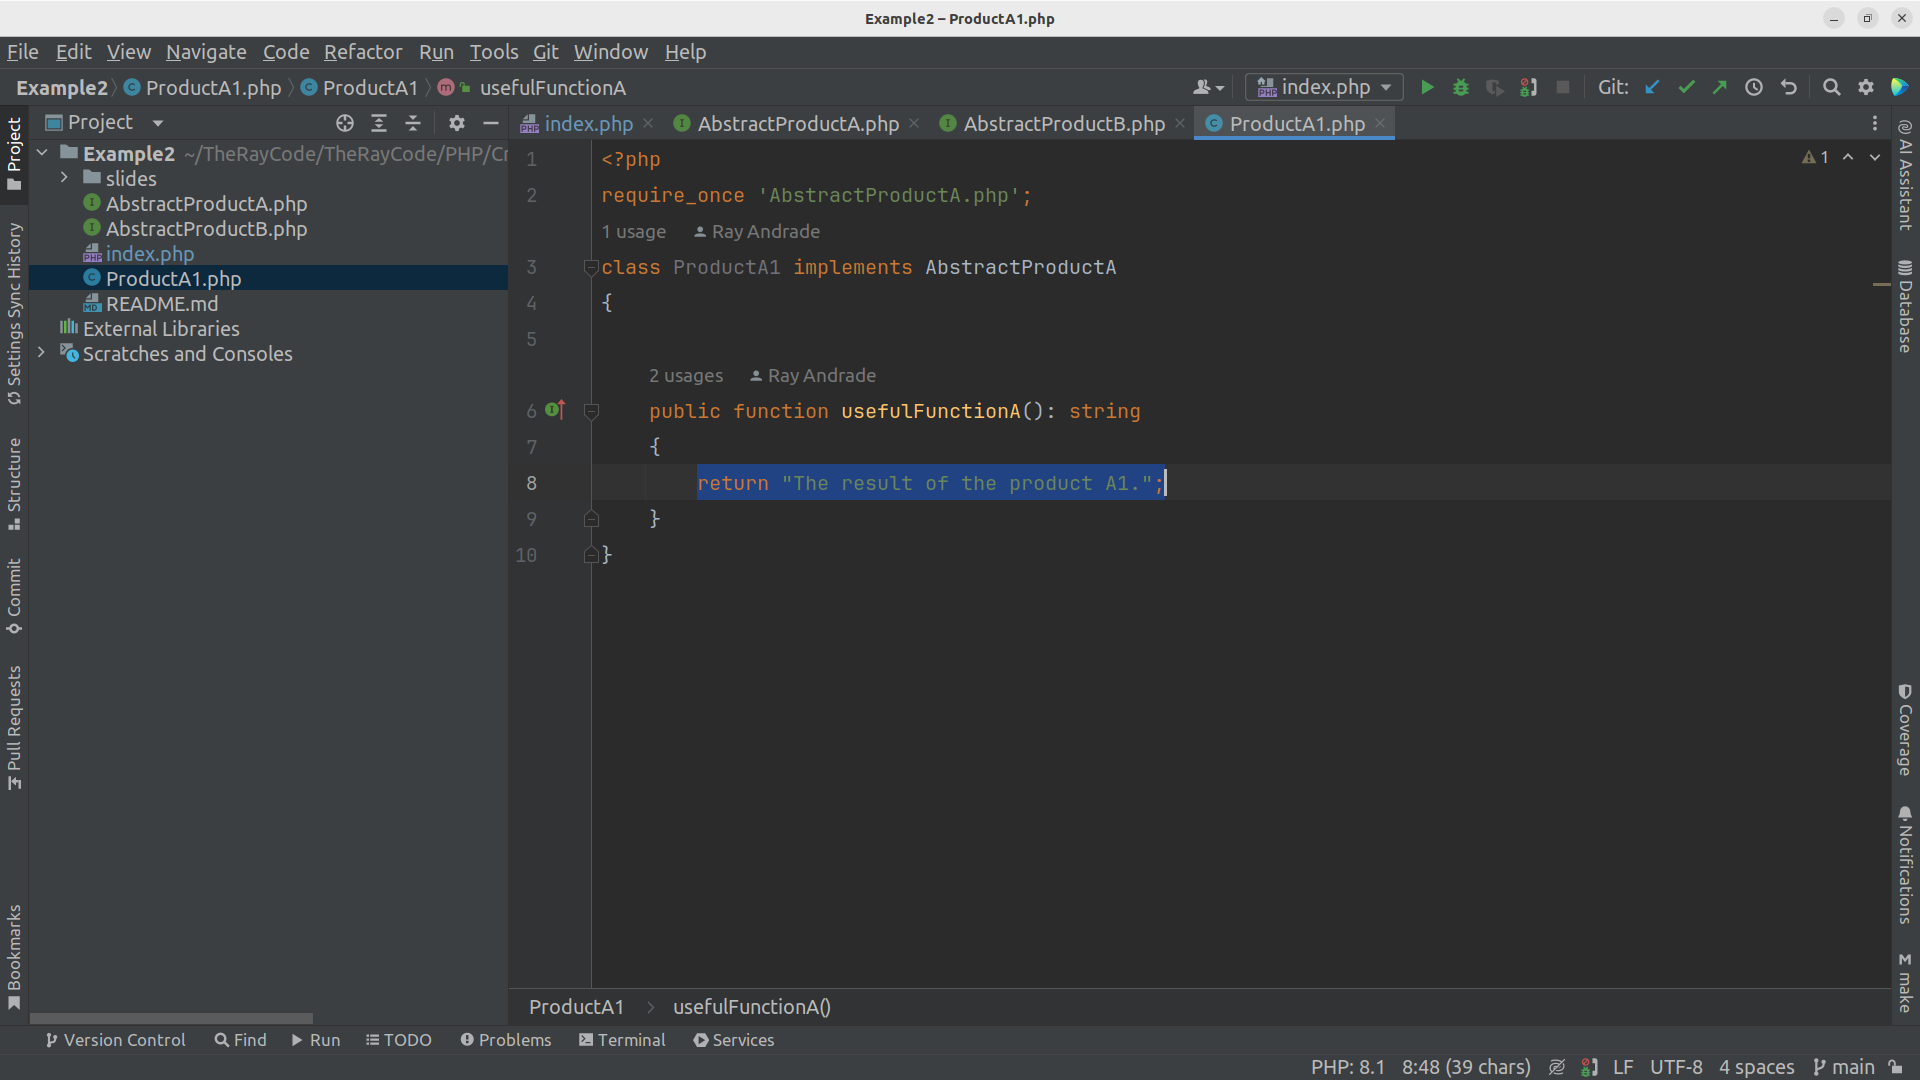 Example2 – ProductA1.php
File Edit View Navigate Code Refactor Run Tools Git Window Help
Example2 ProductA1.php ProductA1 m usefulFunctionA index.php Git:
Project
index.php AbstractProductA.php AbstractProductB.php ProductA1.php
Example2 ~/TheRayCode/TheRayCode/PHP/Cr
slides
AbstractProductA.php
AbstractProductB.php
index.php
ProductA1.php
README.md
External Libraries
Scratches and Consoles
1 <?php
2 require_once 'AbstractProductA.php';
1 usage Ray Andrade
3 class ProductA1 implements AbstractProductA
4 {
5
2 usages Ray Andrade
6 public function usefulFunctionA(): string
7 {
8 return "The result of the product A1.";
9 }
10 }
1
Project
Settings Sync History
Structure
Commit
Pull Requests
Bookmarks
AI Assistant
Database
Coverage
Notifications
M make
ProductA1 usefulFunctionA()
Version Control Find Run TODO Problems Terminal Services
PHP: 8.1 8:48 (39 chars) LF UTF-8 4 spaces main